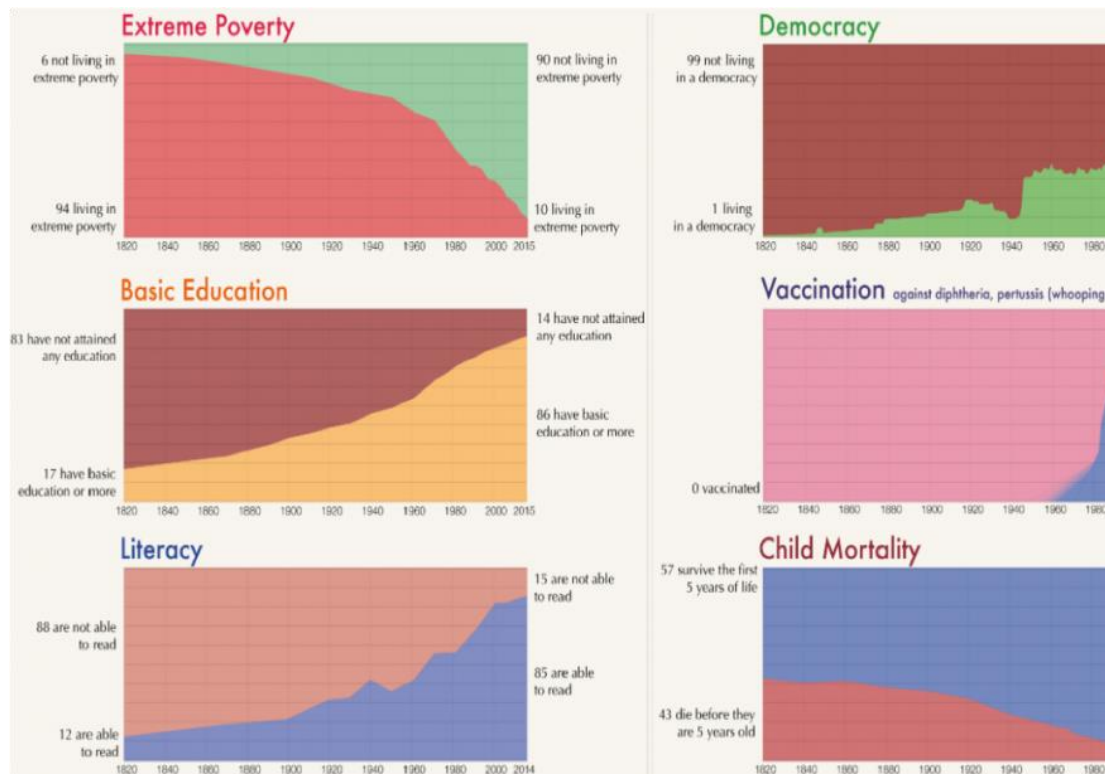 Extreme Poverty
6 not living in
extreme poverty
90 not living in
extreme poverty
94 living in
extreme poverty
10 living in
extreme poverty
1820 1840 1860 1880 1900 1920 1940 1960 1980 2000 2015
Basic Education
83 have not attained
any education
14 have not attained
any education
86 have basic
education or more
17 have basic
education or more
1820 1840 1860 1880 1900 1920 1940 1960 1980 2000 2015
Literacy
15 are not able
to read
88 are not able
to read
85 are able
to read
12 are able
to read
1820 1840 1860 1880 1900 1920 1940 1960 1980 2000 2014
Democracy
99 not living
in a democracy
1 living
in a democracy
1820 1840 1860 1880 1900 1920 1940 1960 1980
Vaccination against diphtheria, pertussis (whooping
0 vaccinated
1820 1840 1860 1880 1900 1920 1940 1960 1980
Child Mortality
57 survive the first
5 years of life
43 die before they
are 5 years old
1820 1840 1860 1880 1900 1920 1940 1960 1980